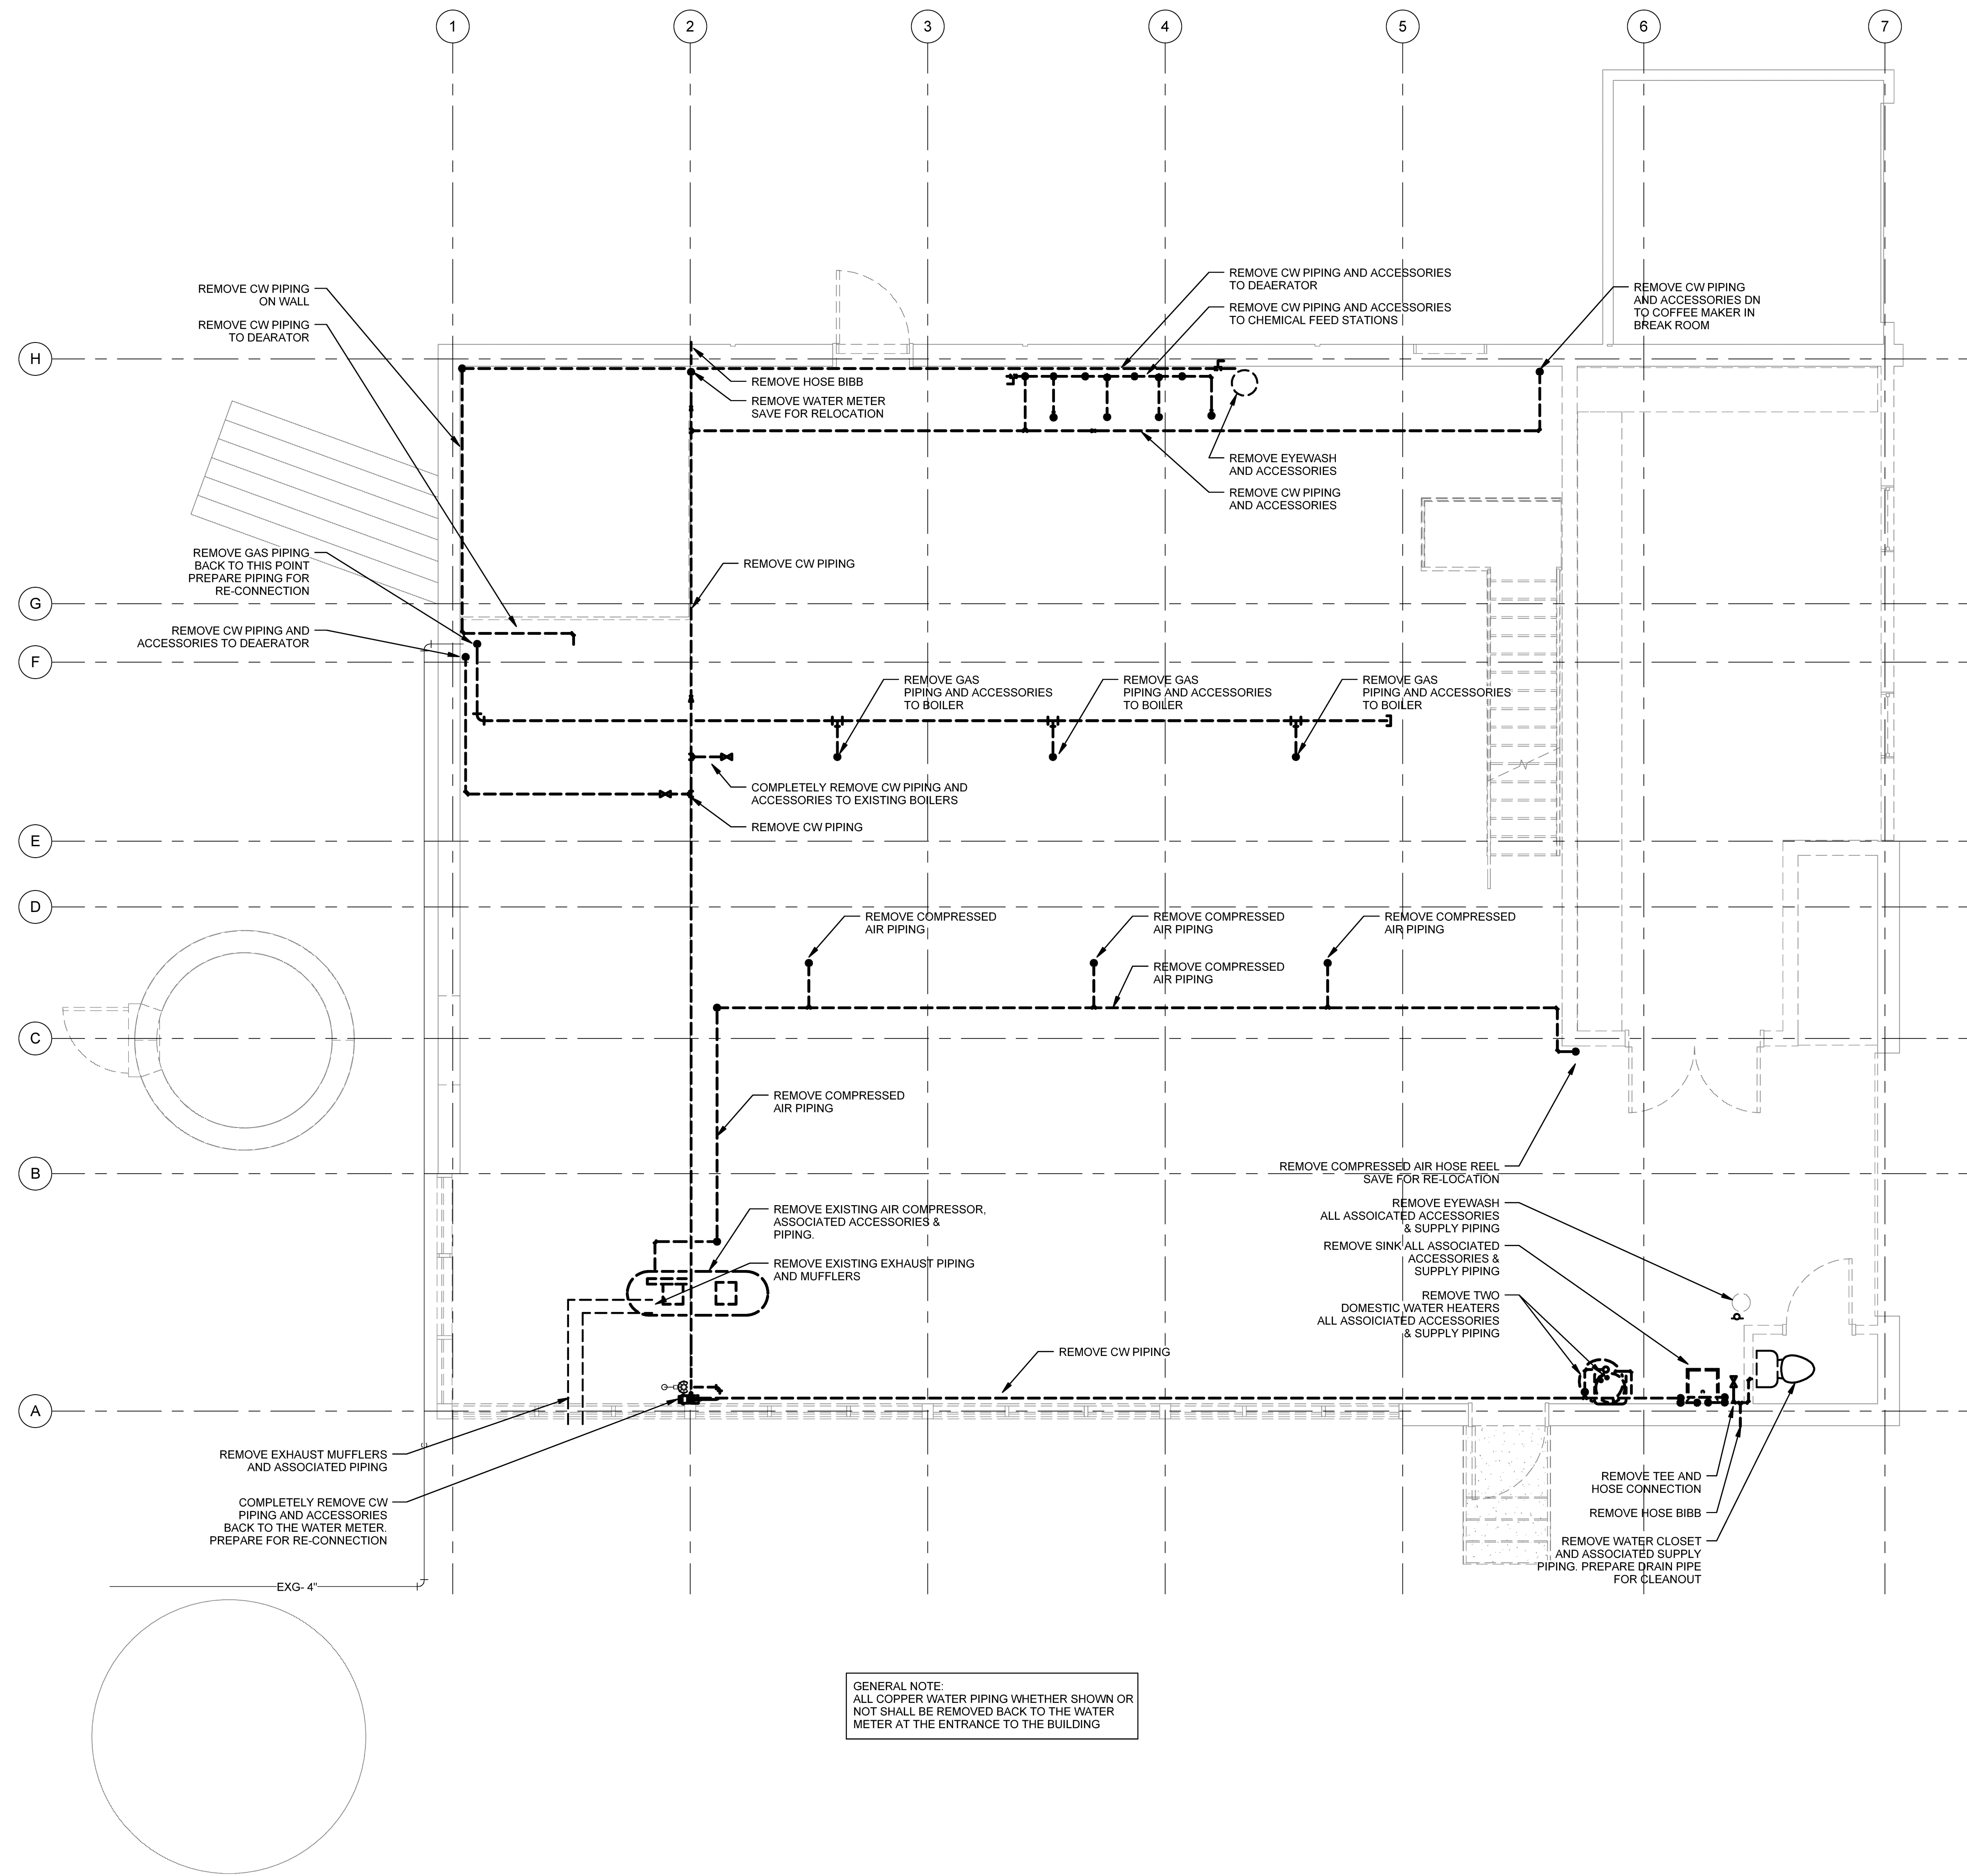 1
2
3
4
5
6
7
REMOVE CW PIPING
ON WALL
REMOVE CW PIPING
TO DEARATOR
REMOVE CW PIPING AND ACCESSORIES
TO DEAERATOR
REMOVE CW PIPING AND ACCESSORIES
TO CHEMICAL FEED STATIONS
REMOVE CW PIPING
AND ACCESSORIES DN
TO COFFEE MAKER IN
BREAK ROOM
H
REMOVE HOSE BIBB
REMOVE WATER METER
SAVE FOR RELOCATION
REMOVE EYEWASH
AND ACCESSORIES
REMOVE CW PIPING
AND ACCESSORIES
REMOVE GAS PIPING
BACK TO THIS POINT
PREPARE PIPING FOR
RE-CONNECTION
REMOVE CW PIPING
G
REMOVE CW PIPING AND
ACCESSORIES TO DEAERATOR
F
REMOVE GAS
PIPING AND ACCESSORIES
TO BOILER
REMOVE GAS
PIPING AND ACCESSORIES
TO BOILER
REMOVE GAS
PIPING AND ACCESSORIES
TO BOILER
COMPLETELY REMOVE CW PIPING AND
ACCESSORIES TO EXISTING BOILERS
REMOVE CW PIPING
E
D
REMOVE COMPRESSED
AIR PIPING
REMOVE COMPRESSED
AIR PIPING
REMOVE COMPRESSED
AIR PIPING
REMOVE COMPRESSED
AIR PIPING
C
REMOVE COMPRESSED
AIR PIPING
B
REMOVE COMPRESSED AIR HOSE REEL
SAVE FOR RE-LOCATION
REMOVE EXISTING AIR COMPRESSOR,
ASSOCIATED ACCESSORIES &
PIPING.
REMOVE EXISTING EXHAUST PIPING
AND MUFFLERS
REMOVE EYEWASH
ALL ASSOICATED ACCESSORIES
& SUPPLY PIPING
REMOVE SINK ALL ASSOCIATED
ACCESSORIES &
SUPPLY PIPING
REMOVE TWO
DOMESTIC WATER HEATERS
ALL ASSOICIATED ACCESSORIES
& SUPPLY PIPING
REMOVE CW PIPING
A
REMOVE EXHAUST MUFFLERS
AND ASSOCIATED PIPING
COMPLETELY REMOVE CW
PIPING AND ACCESSORIES
BACK TO THE WATER METER.
PREPARE FOR RE-CONNECTION
REMOVE TEE AND
HOSE CONNECTION
REMOVE HOSE BIBB
REMOVE WATER CLOSET
AND ASSOCIATED SUPPLY
PIPING. PREPARE DRAIN PIPE
FOR CLEANOUT
EXG- 4"
GENERAL NOTE:
ALL COPPER WATER PIPING WHETHER SHOWN OR
NOT SHALL BE REMOVED BACK TO THE WATER
METER AT THE ENTRANCE TO THE BUILDING